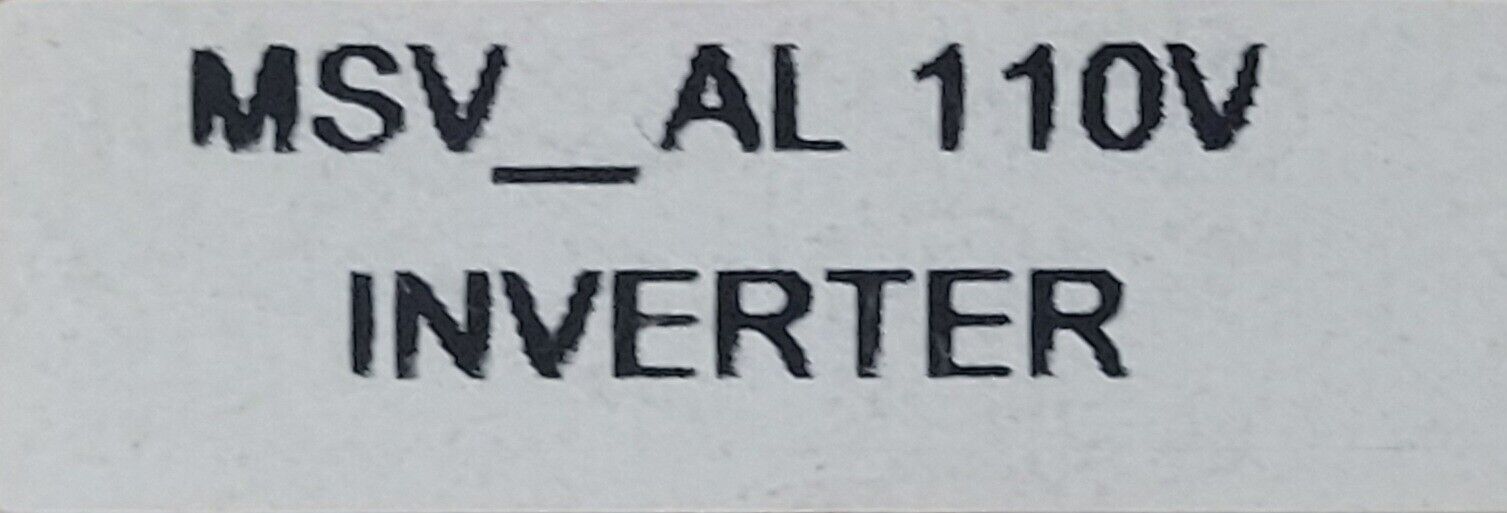 MSV_AL 110V
INVERTER